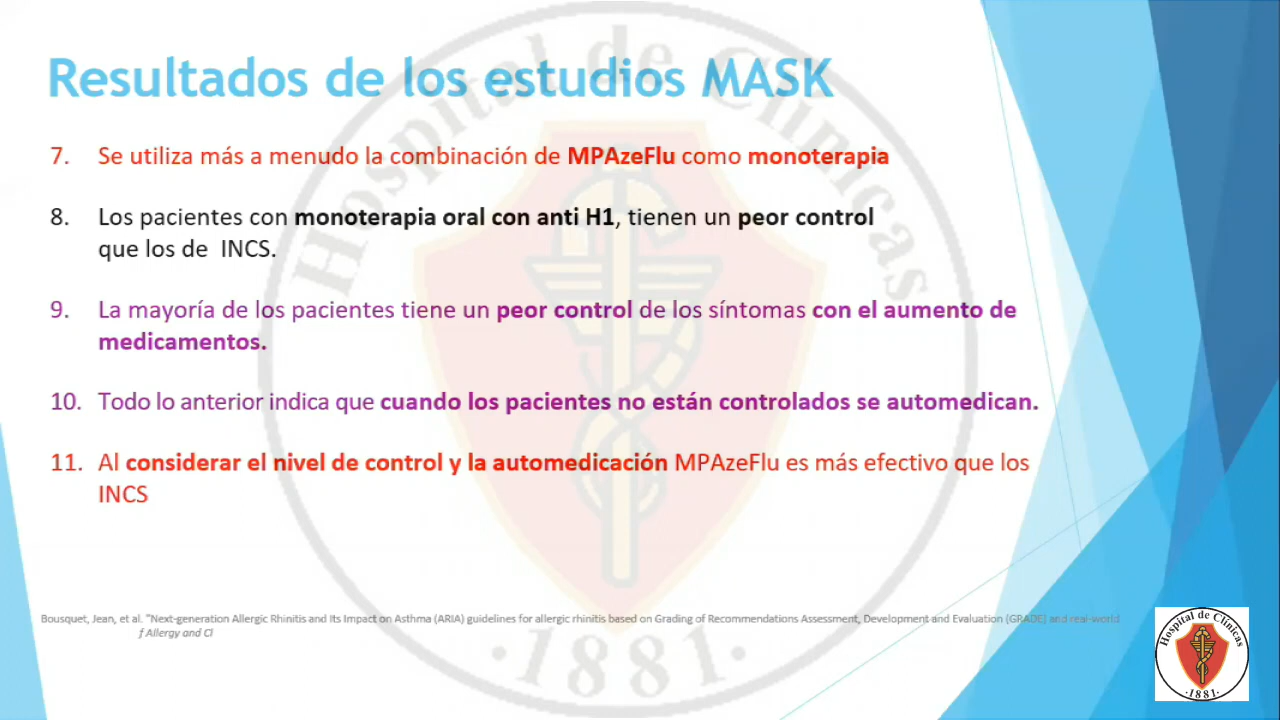 Resultados de los estudios MASK
7. Se utiliza más a menudo la combinación de MPAzeFlu como monoterapia
8. Los pacientes con monoterapia oral con anti H1, tienen un peor control
que los de INCS.
9. La mayoría de los pacientes tiene un peor control de los síntomas con el aumento de
medicamentos.
10. Todo lo anterior indica que cuando los pacientes no están controlados se automedican.
11. Al considerar el nivel de control y la automedicación MPAzeFlu es más efectivo que los
INCS
Bousquet, Jean, et al. "Next-generation Allergic Rhinitis and Its Impact on Asthma (ARIA) guidelines for allergic rhinitis based on Grading of Recommendations Assessment, Development and Evaluation (GRADE) and real-world
f Allergy and Cl
Hospital de Clínicas
·1881·
Hospital de Clínicas
·1881·